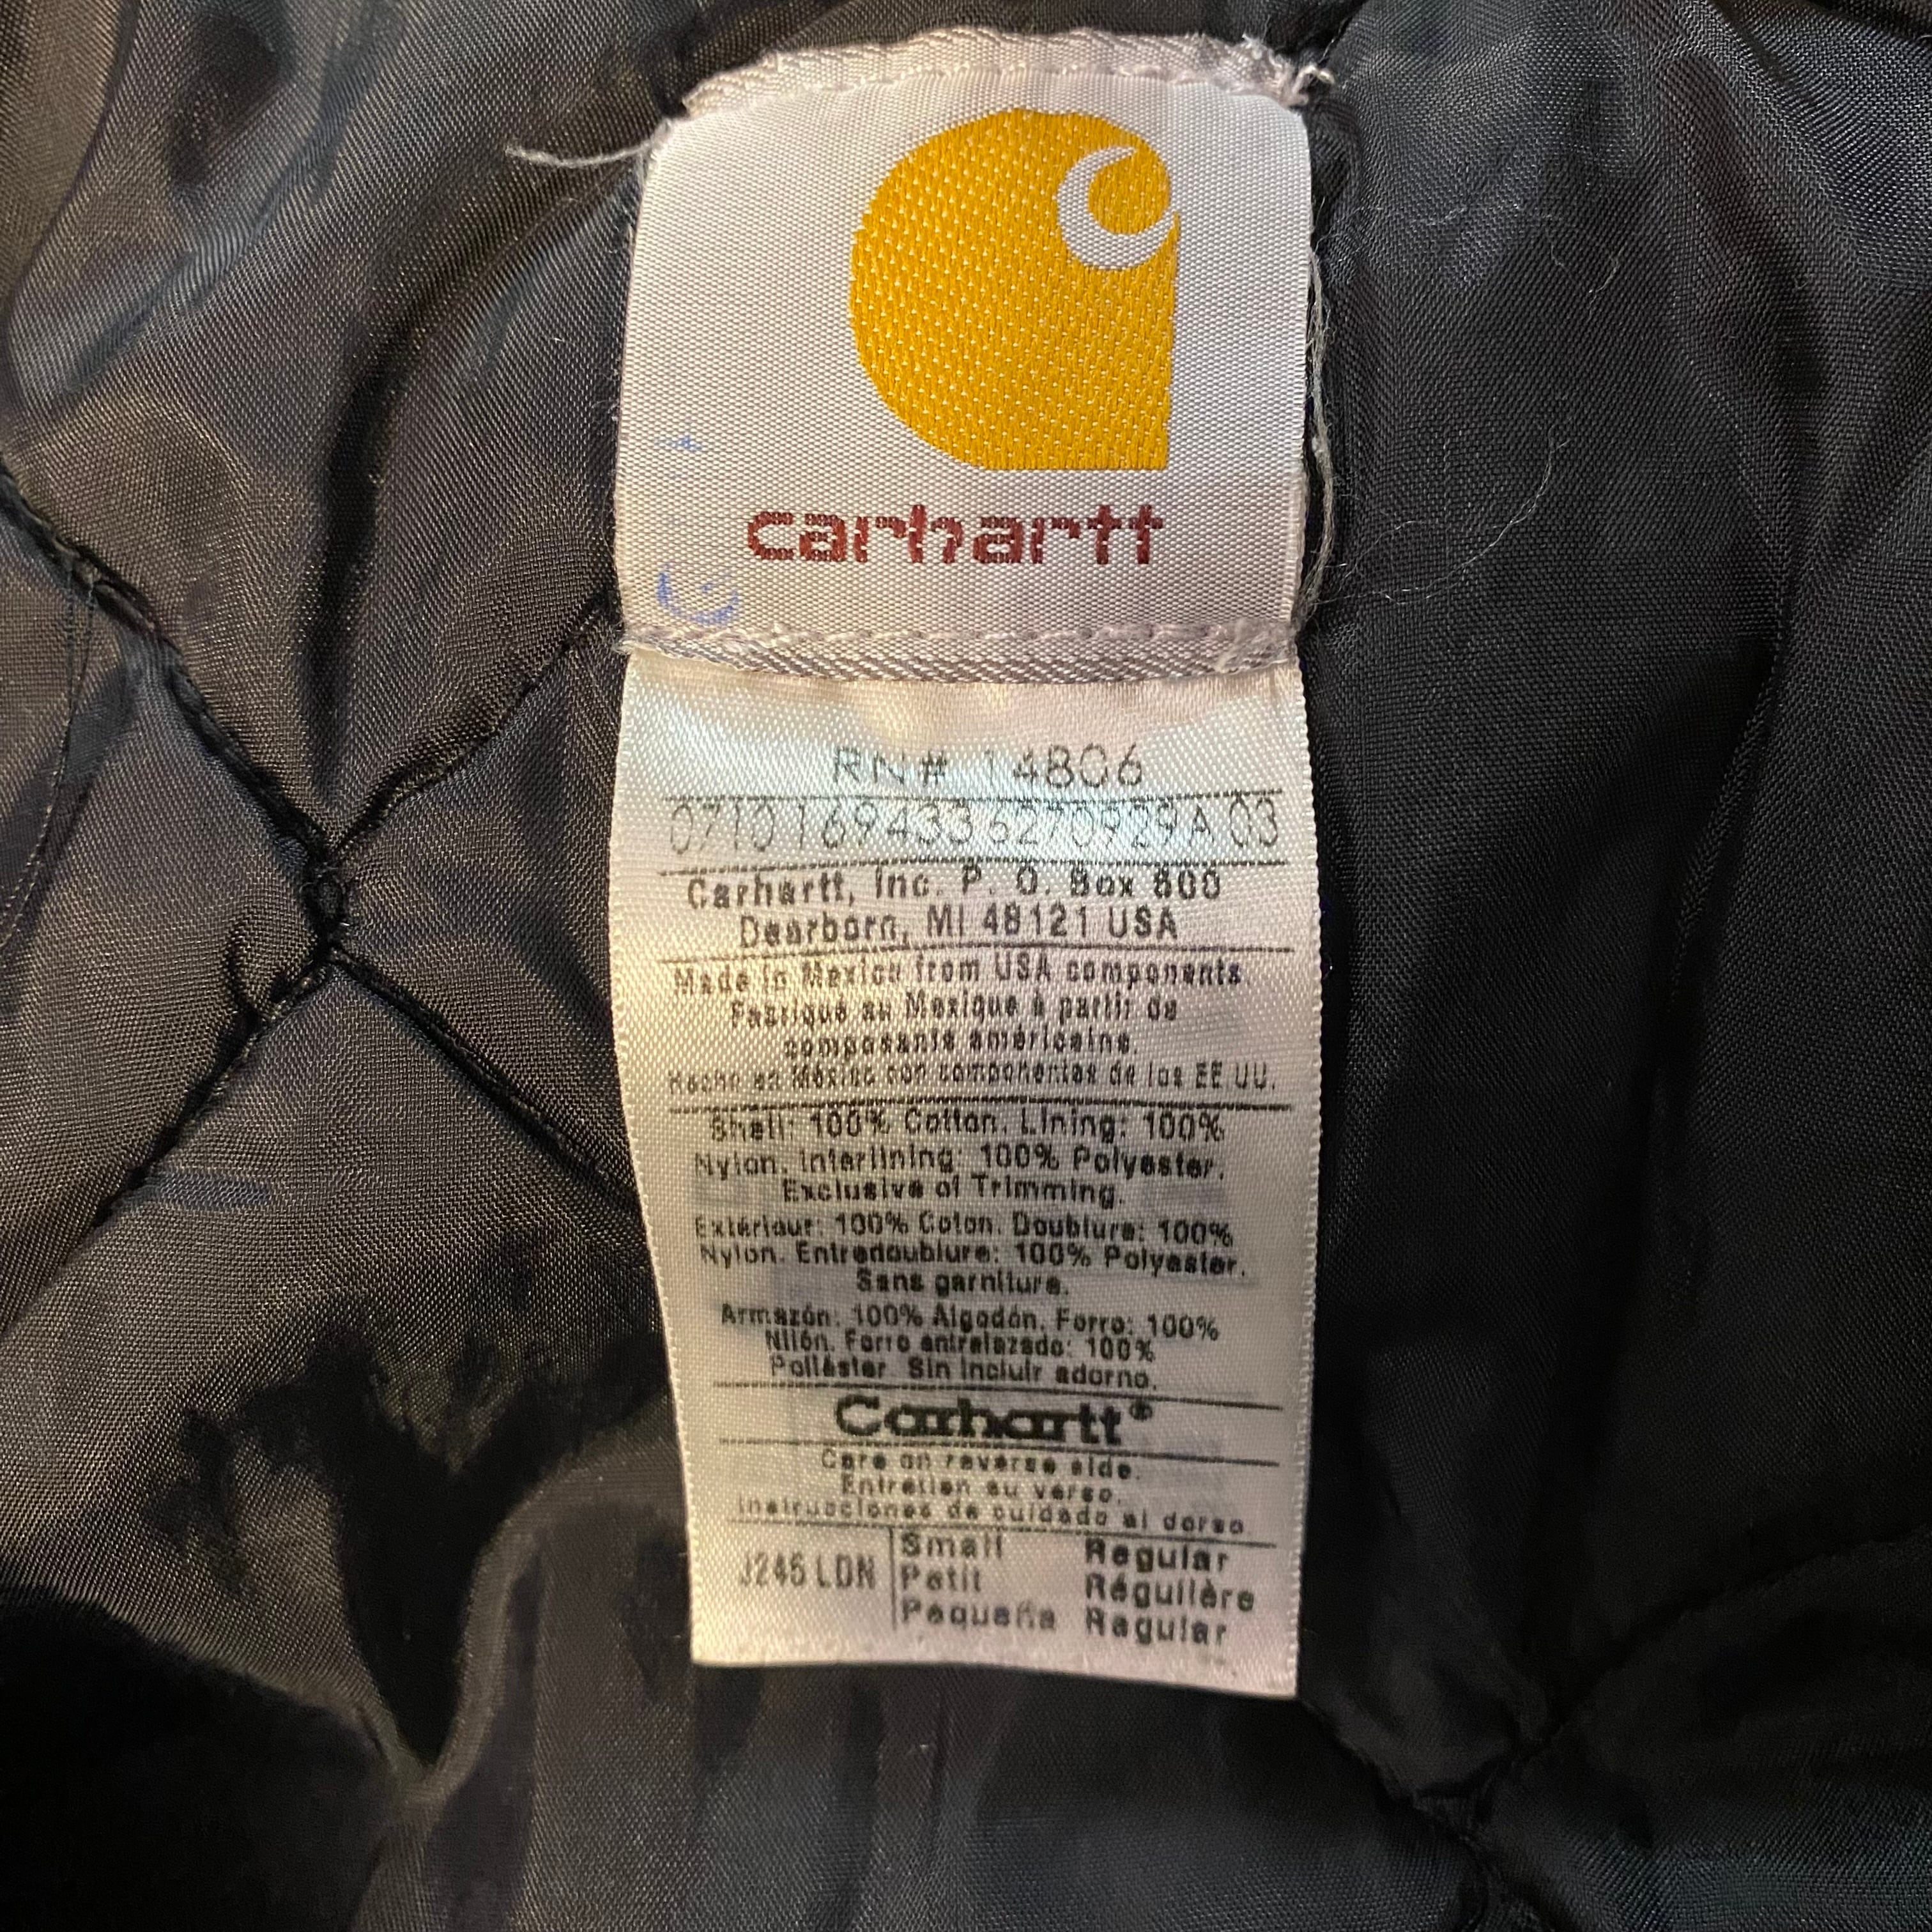 carhartt
RN# 14806
0710169433627092​9A 03
Carhartt, Inc. P. O. Box 600
Dearborn, MI 48121 USA
Made in Mexico from USA components.
Fabriqué au Mexique à partir de
composants américains.
Hecho en México con componentes de los EE UU.
Shell: 100% Cotton. Lining: 100%
Nylon. Interlining: 100% Polyester.
Exclusive of Trimming.
Extérieur: 100% Coton. Doublure: 100%
Nylon. Entredoublure: 100% Polyester.
Sans garniture.
Armazón: 100% Algodón. Forro: 100%
Nilón. Forro entrelazado: 100%
Poliéster. Sin incluir adorno.
Carhartt®
Care on reverse side.
Entretien au verso.
Instrucciones de cuidado al dorso
J245 LDN
Small Regular
Petit Régulière
Pequeña Regular